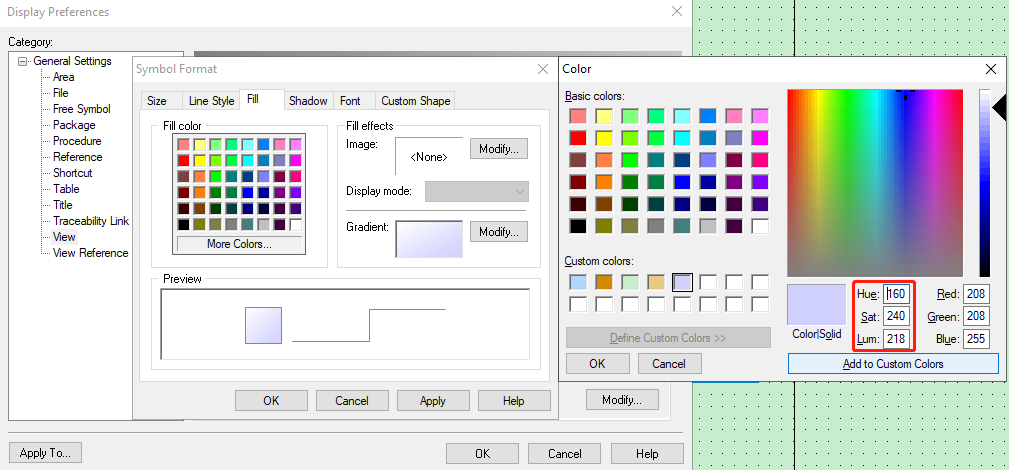 Display Preferences
Category:
General Settings
Area
File
Free Symbol
Package
Procedure
Reference
Shortcut
Table
Title
Traceability Link
View
View Reference
Apply To...
OK
Cancel
Help
Modify...
Symbol Format
Size
Line Style
Fill
Shadow
Font
Custom Shape
Fill color
More Colors...
Fill effects
Image:
<None>
Modify...
Display mode:
Gradient:
Modify...
Preview
OK
Cancel
Apply
Help
Color
Basic colors:
Custom colors:
Define Custom Colors >>
OK
Cancel
Color|Solid
Hue: 160
Sat: 240
Lum: 218
Red: 208
Green: 208
Blue: 255
Add to Custom Colors